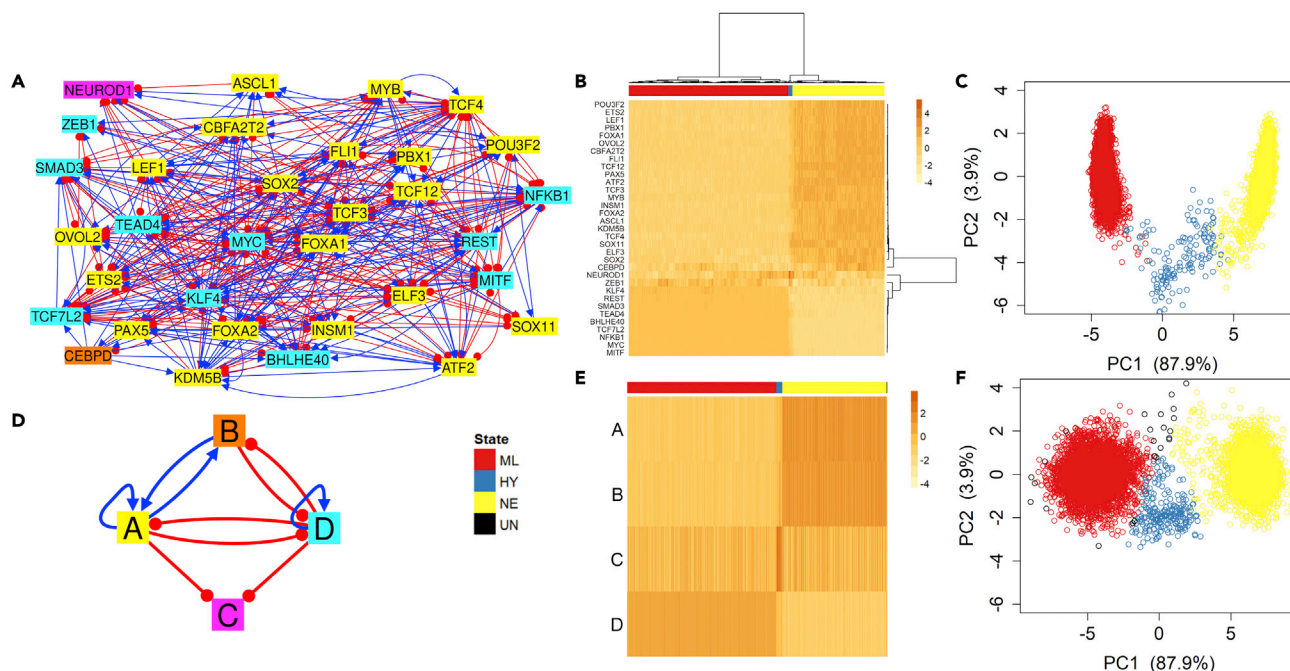 A
NEUROD1
ASCL1
MYB
TCF4
ZEB1
CBFA2T2
POU3F2
SMAD3
LEF1
FLI1
PBX1
SOX2
TCF12
NFKB1
TEAD4
TCF3
OVOL2
MYC
FOXA1
REST
ETS2
MITF
KLF4
ELF3
TCF7L2
PAX5
FOXA2
INSM1
SOX11
CEBPD
BHLHE40
KDM5B
ATF2
B
POU3F2
ETS2
LEF1
PBX1
FOXA1
OVOL2
CBFA2T2
FLI1
TCF12
PAX5
ATF2
TCF3
MYB
INSM1
FOXA2
ASCL1
KDM5B
TCF4
SOX11
ELF3
SOX2
CEBPD
NEUROD1
ZEB1
KLF4
REST
SMAD3
TEAD4
BHLHE40
TCF7L2
NFKB1
MYC
MITF
4
2
0
-2
-4
C
PC2 (3.9%)
4
2
0
-2
-4
-6
-5
0
5
PC1 (87.9%)
D
B
A
D
C
State
ML
HY
NE
UN
E
A
B
C
D
2
0
-2
-4
F
PC2 (3.9%)
4
2
0
-2
-4
-6
-5
0
5
PC1 (87.9%)